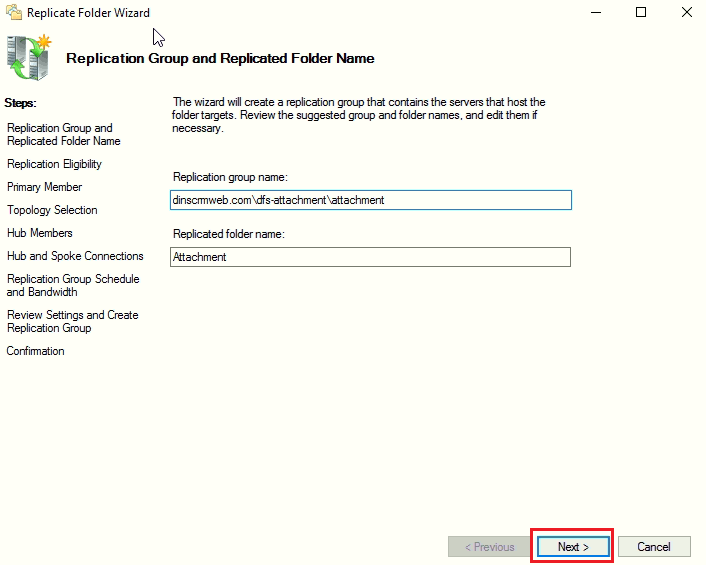 Replicate Folder Wizard
Replication Group and Replicated Folder Name
Steps:
Replication Group and
Replicated Folder Name
Replication Eligibility
Primary Member
Topology Selection
Hub Members
Hub and Spoke Connections
Replication Group Schedule
and Bandwidth
Review Settings and Create
Replication Group
Confirmation
The wizard will create a replication group that contains the servers that host the
folder targets. Review the suggested group and folder names, and edit them if
necessary.
Replication group name:
dinscrmweb.com\dfs-attachment\attachment
Replicated folder name:
Attachment
< Previous
Next >
Cancel